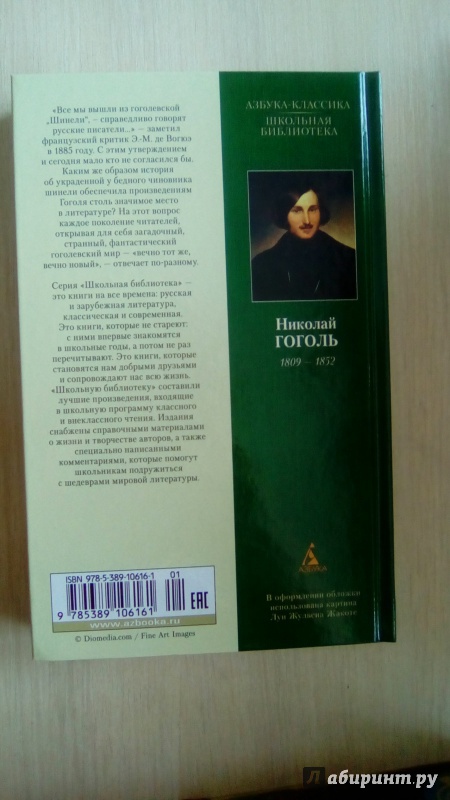 «Все мы вышли из гоголевской
„Шинели“, – справедливо говорят
русские писатели...» — заметил
французский критик Э.-М. де Вогюэ
в 1885 году. С этим утверждением
и сегодня мало кто не согласился бы.
Каким же образом история
об украденной у бедного чиновника
шинели обеспечила произведениям
Гоголя столь значимое место
в литературе? На этот вопрос
каждое поколение читателей,
открывая для себя загадочный,
странный, фантастический
гоголевский мир — «вечно тот же,
вечно новый», — отвечает по-разному.
Серия «Школьная библиотека» —
это книги на все времена: русская
и зарубежная литература,
классическая и современная.
Это книги, которые не стареют:
с ними впервые знакомятся
в школьные годы, а потом не раз
перечитывают. Это книги, которые
становятся нам добрыми друзьями
и сопровождают нас всю жизнь.
«Школьную библиотеку» составили
лучшие произведения, входящие
в школьную программу классного
и внеклассного чтения. Издания
снабжены справочными материалами
о жизни и творчестве авторов, а также
специально написанными
комментариями, которые помогут
школьникам подружиться
с шедеврами мировой литературы.
ISBN 978-5-389-10616-1 01
9 785389 106161
EAC
www.azbooka.ru
© Diomedia.com / Fine Art Images
АЗБУКА-КЛАССИКА
ШКОЛЬНАЯ
БИБЛИОТЕКА
Николай
ГОГОЛЬ
1809 — 1852
АЗБУКА
В оформлении обложки
использована картина
Луи Жульена Жакоте
Лабиринт.ру